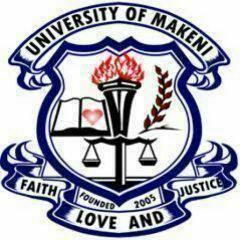 UNIVERSITY OF MAKENI
FAITH
FOUNDED 2005
JUSTICE
LOVE AND